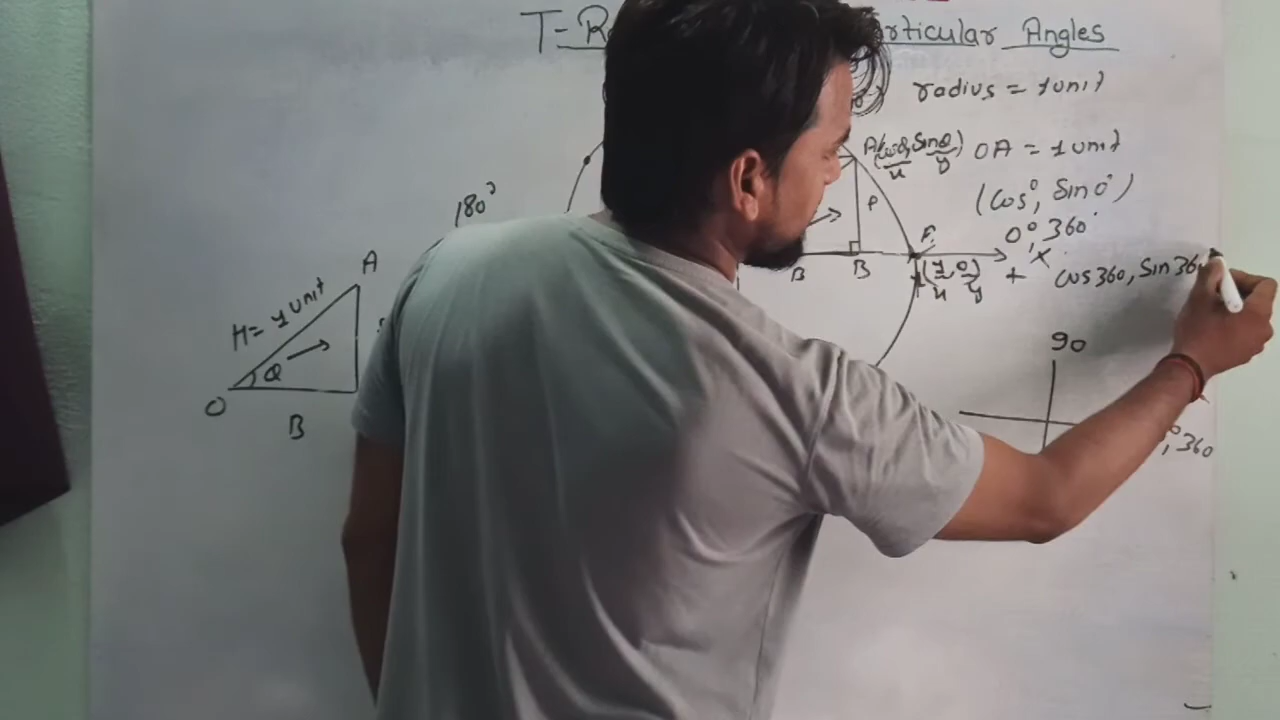 T-R rticular Angles
radius = 1 unit
A(cosθ, Sinθ) OA = 1 unit
x y
(Cos°, Sin0°)
180°
P
0°, 360°
P.
x
B B
(1, 0) + cos360, Sin36
x y
A
H = 1 unit
90
θ
O
B
°, 360